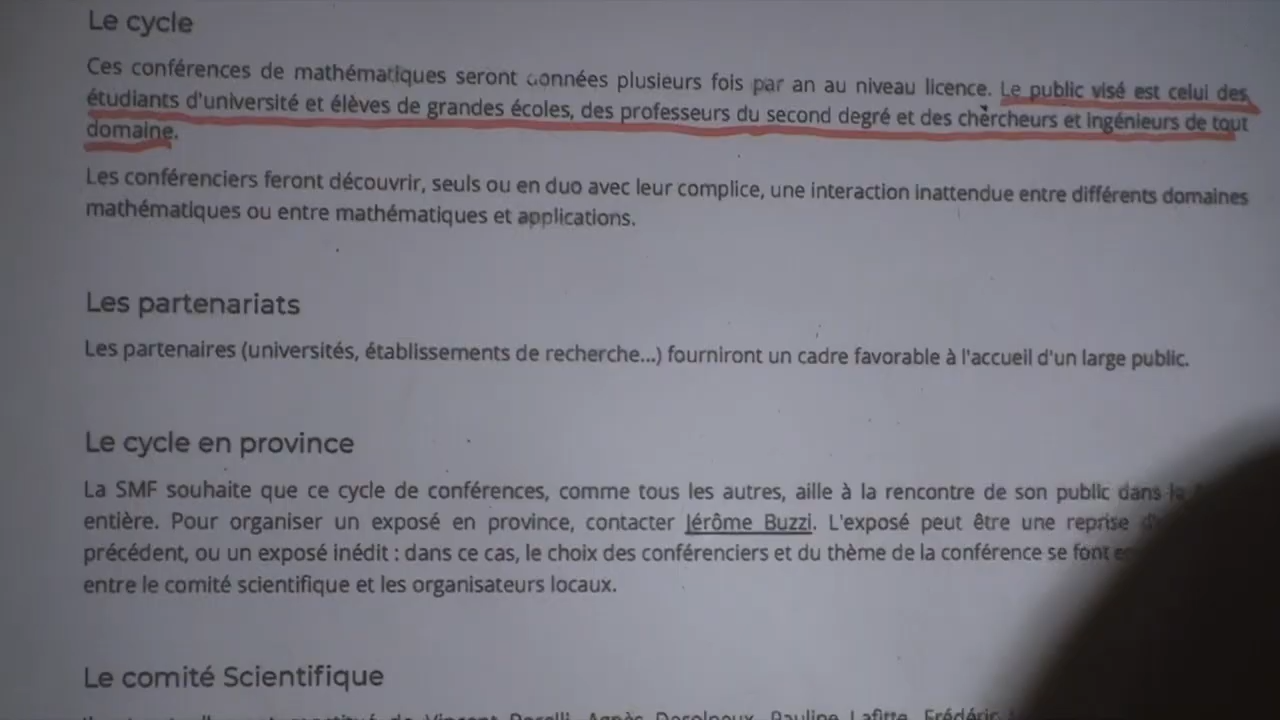 Le cycle
Ces conférences de mathématiques seront données plusieurs fois par an au niveau licence. Le public visé est celui des
étudiants d'université et élèves de grandes écoles, des professeurs du second degré et des chercheurs et ingénieurs de tout
domaine.
Les conférenciers feront découvrir, seuls ou en duo avec leur complice, une interaction inattendue entre différents domaines
mathématiques ou entre mathématiques et applications.
Les partenariats
Les partenaires (universités, établissements de recherche...) fourniront un cadre favorable à l'accueil d'un large public.
Le cycle en province
La SMF souhaite que ce cycle de conférences, comme tous les autres, aille à la rencontre de son public dans
entière. Pour organiser un exposé en province, contacter Jérôme Buzzi. L'exposé peut être une reprise
précédent, ou un exposé inédit : dans ce cas, le choix des conférenciers et du thème de la conférence se font
entre le comité scientifique et les organisateurs locaux.
Le comité Scientifique